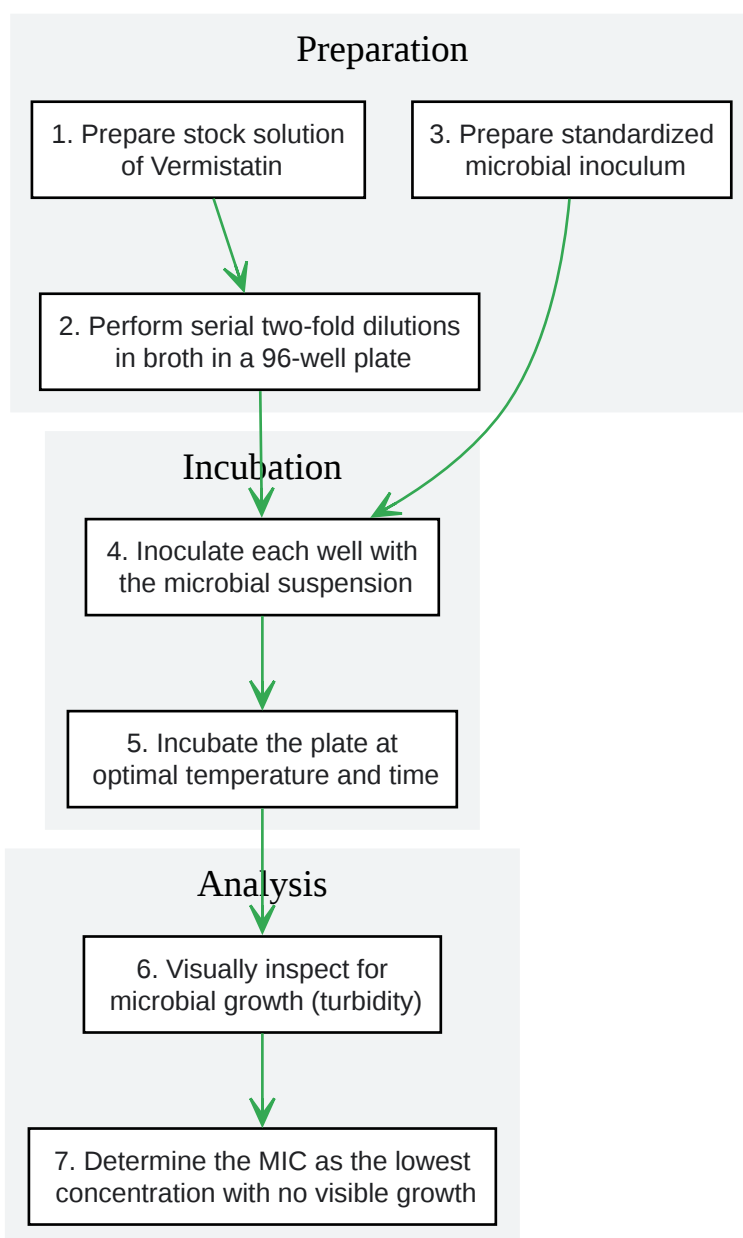 Preparation
1. Prepare stock solution
of Vermistatin
3. Prepare standardized
microbial inoculum
2. Perform serial two-fold dilutions
in broth in a 96-well plate
Incubation
4. Inoculate each well with
the microbial suspension
5. Incubate the plate at
optimal temperature and time
Analysis
6. Visually inspect for
microbial growth (turbidity)
7. Determine the MIC as the lowest
concentration with no visible growth